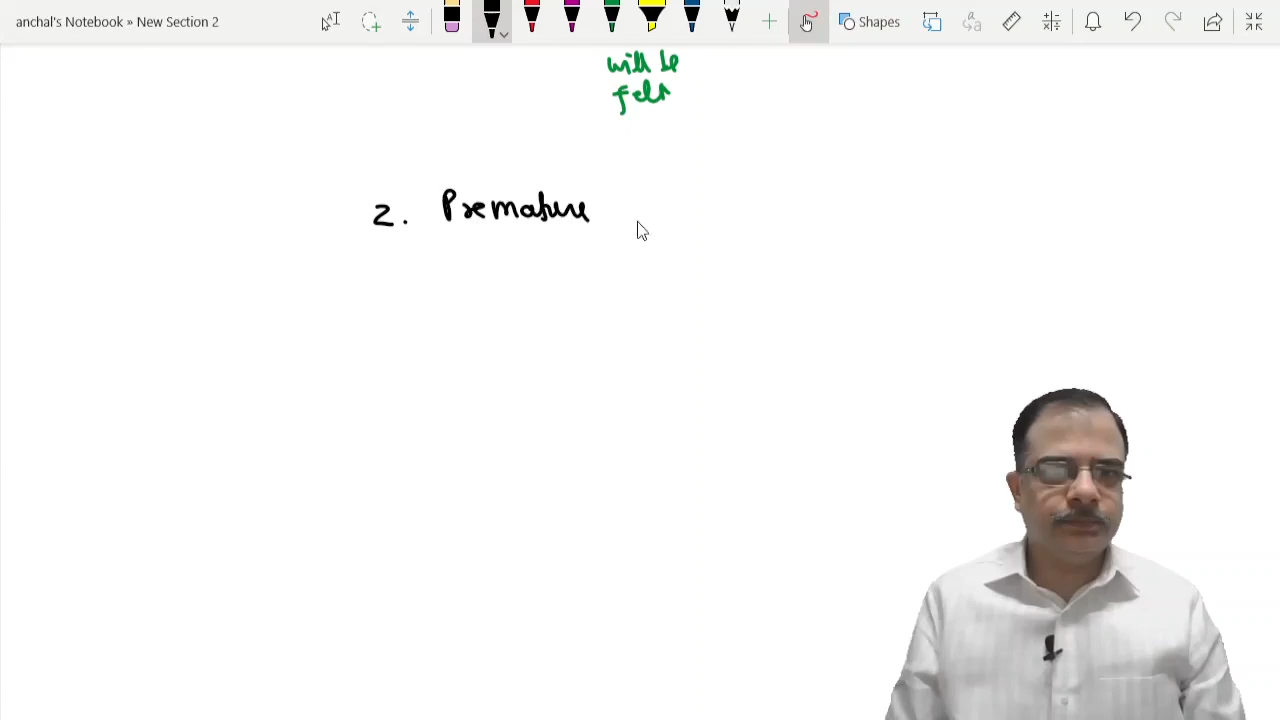 anchal's Notebook » New Section 2
Shapes
will be
felt
2. Premature